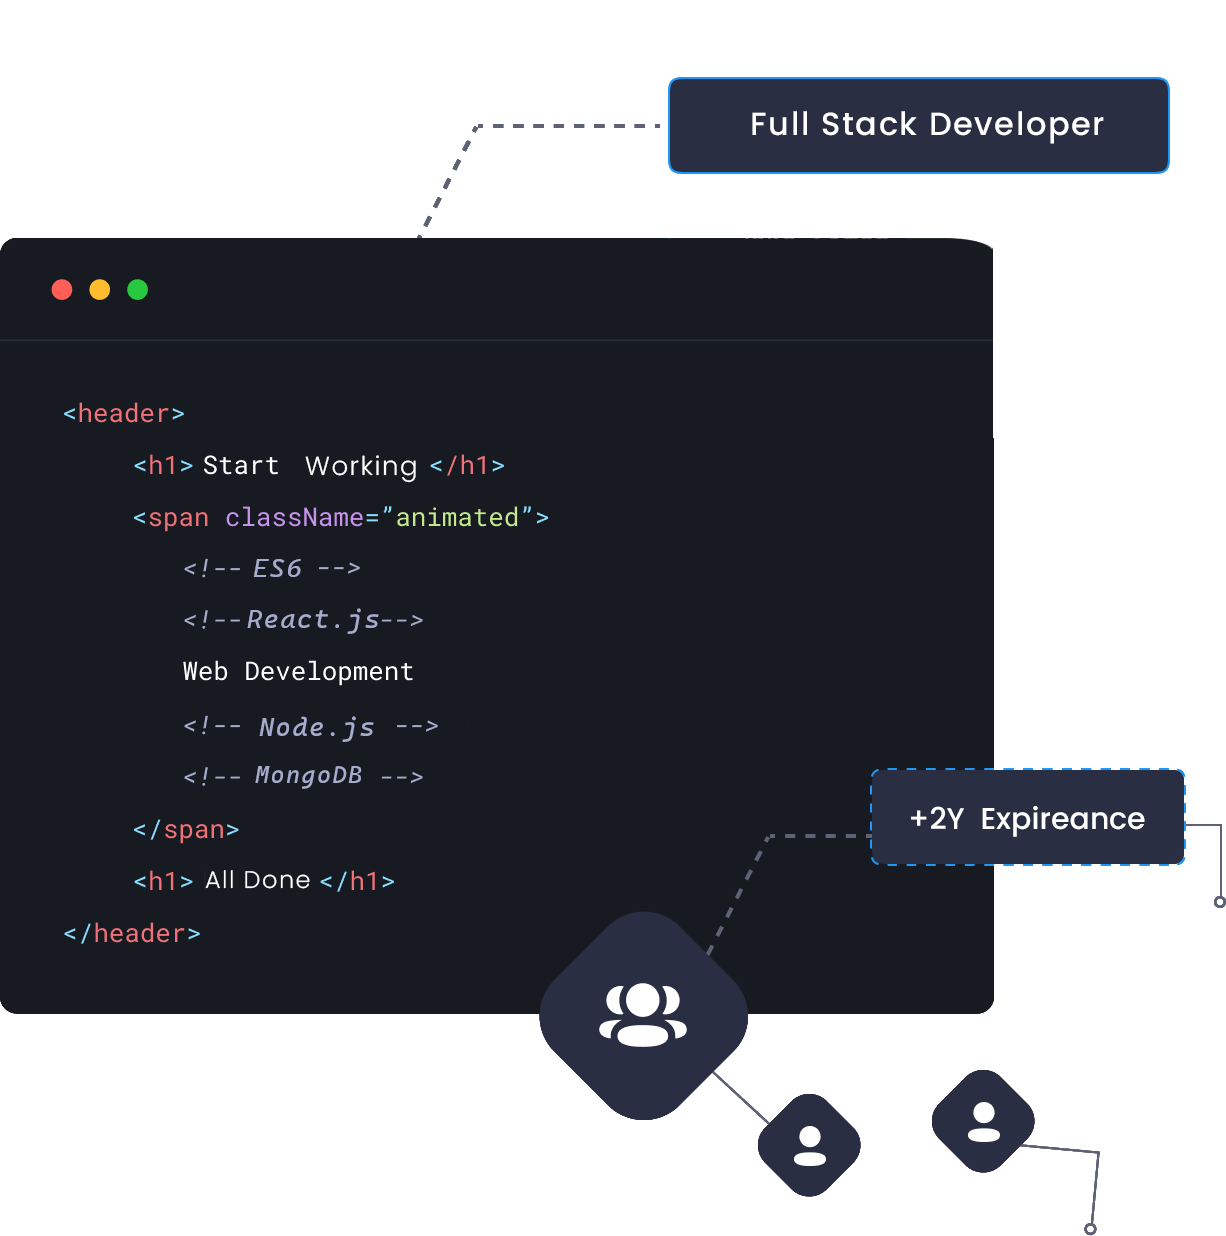 Full Stack Developer
<header>
<h1> Start Working </h1>
<span className=”animated”>
<!-- ES6 -->
<!--React.js-->
Web Development
<!-- Node.js -->
<!-- MongoDB -->
+2Y Expireance
</span>
<h1> All Done </h1>
</header>